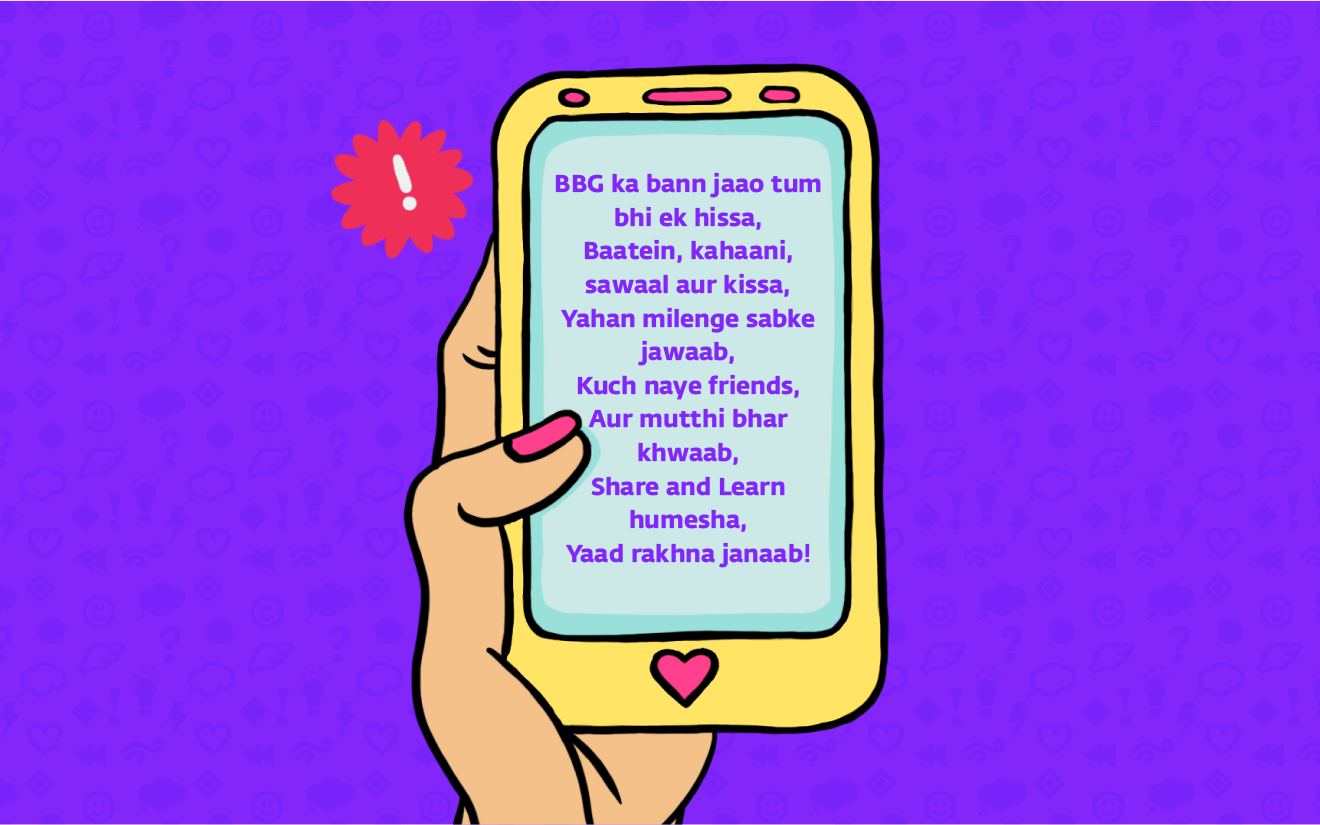 BBG ka bann jaao tum
bhi ek hissa,
Baatein, kahaani,
sawaal aur kissa,
Yahan milenge sabke
jawaab,
Kuch naye friends,
Aur mutthi bhar
khwaab,
Share and Learn
humesha,
Yaad rakhna janaab!